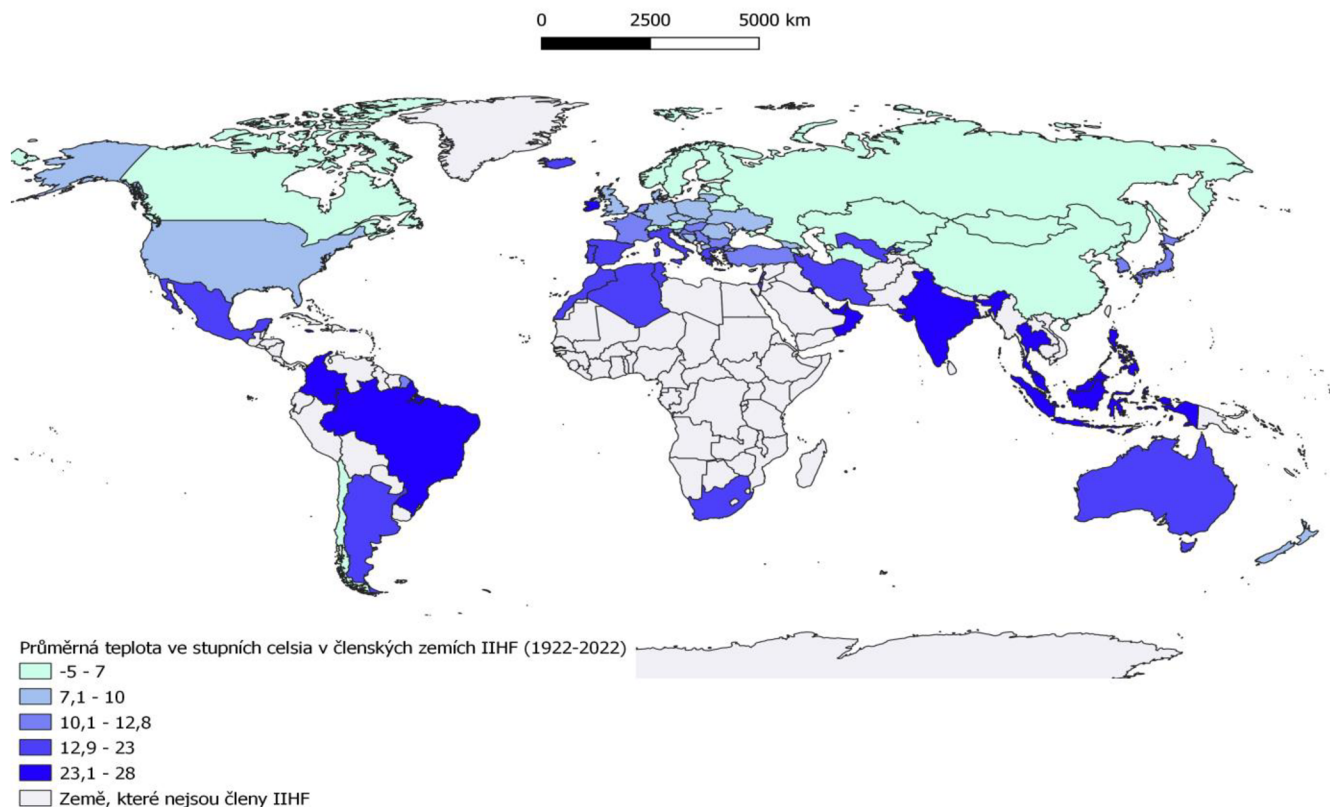 0 2500 5000 km
Průměrná teplota ve stupních celsia v členských zemích IIHF (1922-2022)
-5 - 7
7,1 - 10
10,1 - 12,8
12,9 - 23
23,1 - 28
Země, které nejsou členy IIHF